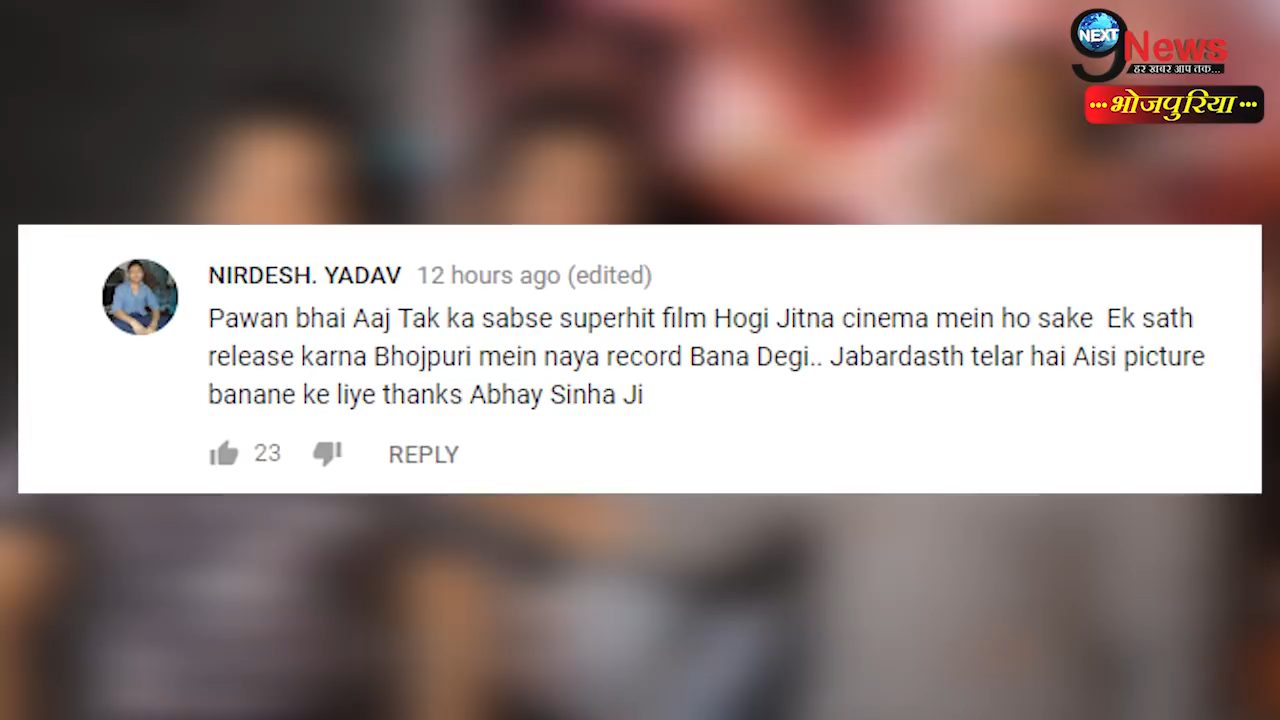 NEXT
9 News
हर खबर आप तक...
...भोजपुरिया...
NIRDESH. YADAV 12 hours ago (edited)
Pawan bhai Aaj Tak ka sabse superhit film Hogi Jitna cinema mein ho sake Ek sath
release karna Bhojpuri mein naya record Bana Degi.. Jabardasth telar hai Aisi picture
banane ke liye thanks Abhay Sinha Ji
23 REPLY